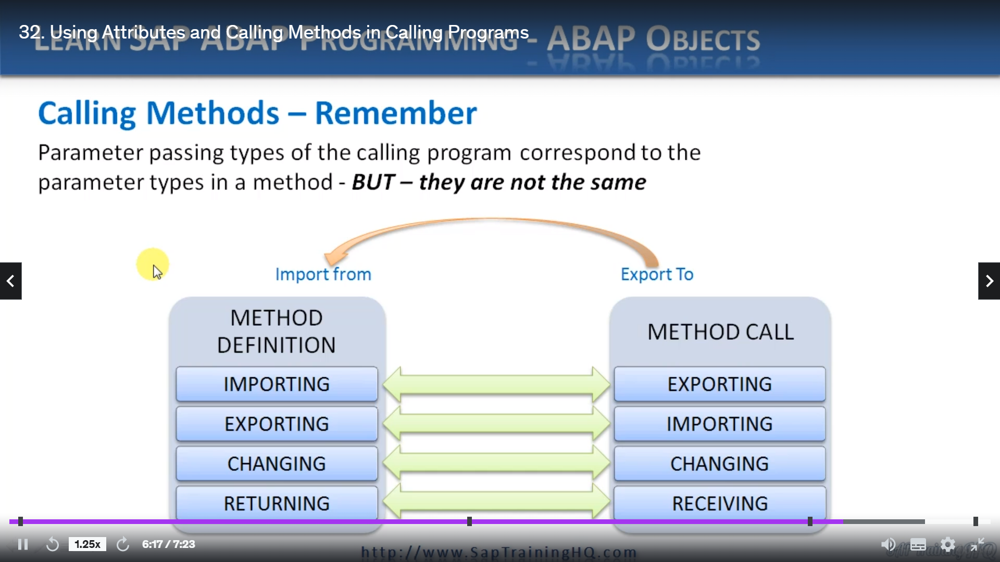 32. Using Attributes and Calling Methods in Calling Programs
LEARN SAP ABAP PROGRAMMING - ABAP OBJECTS
Calling Methods – Remember
Parameter passing types of the calling program correspond to the
parameter types in a method - BUT – they are not the same
Import from
Export To
METHOD
DEFINITION
METHOD CALL
IMPORTING
EXPORTING
EXPORTING
IMPORTING
CHANGING
CHANGING
RETURNING
RECEIVING
1.25x
6:17 / 7:23
http://www.SapTrainingHQ.com
SAPTrainingHQ